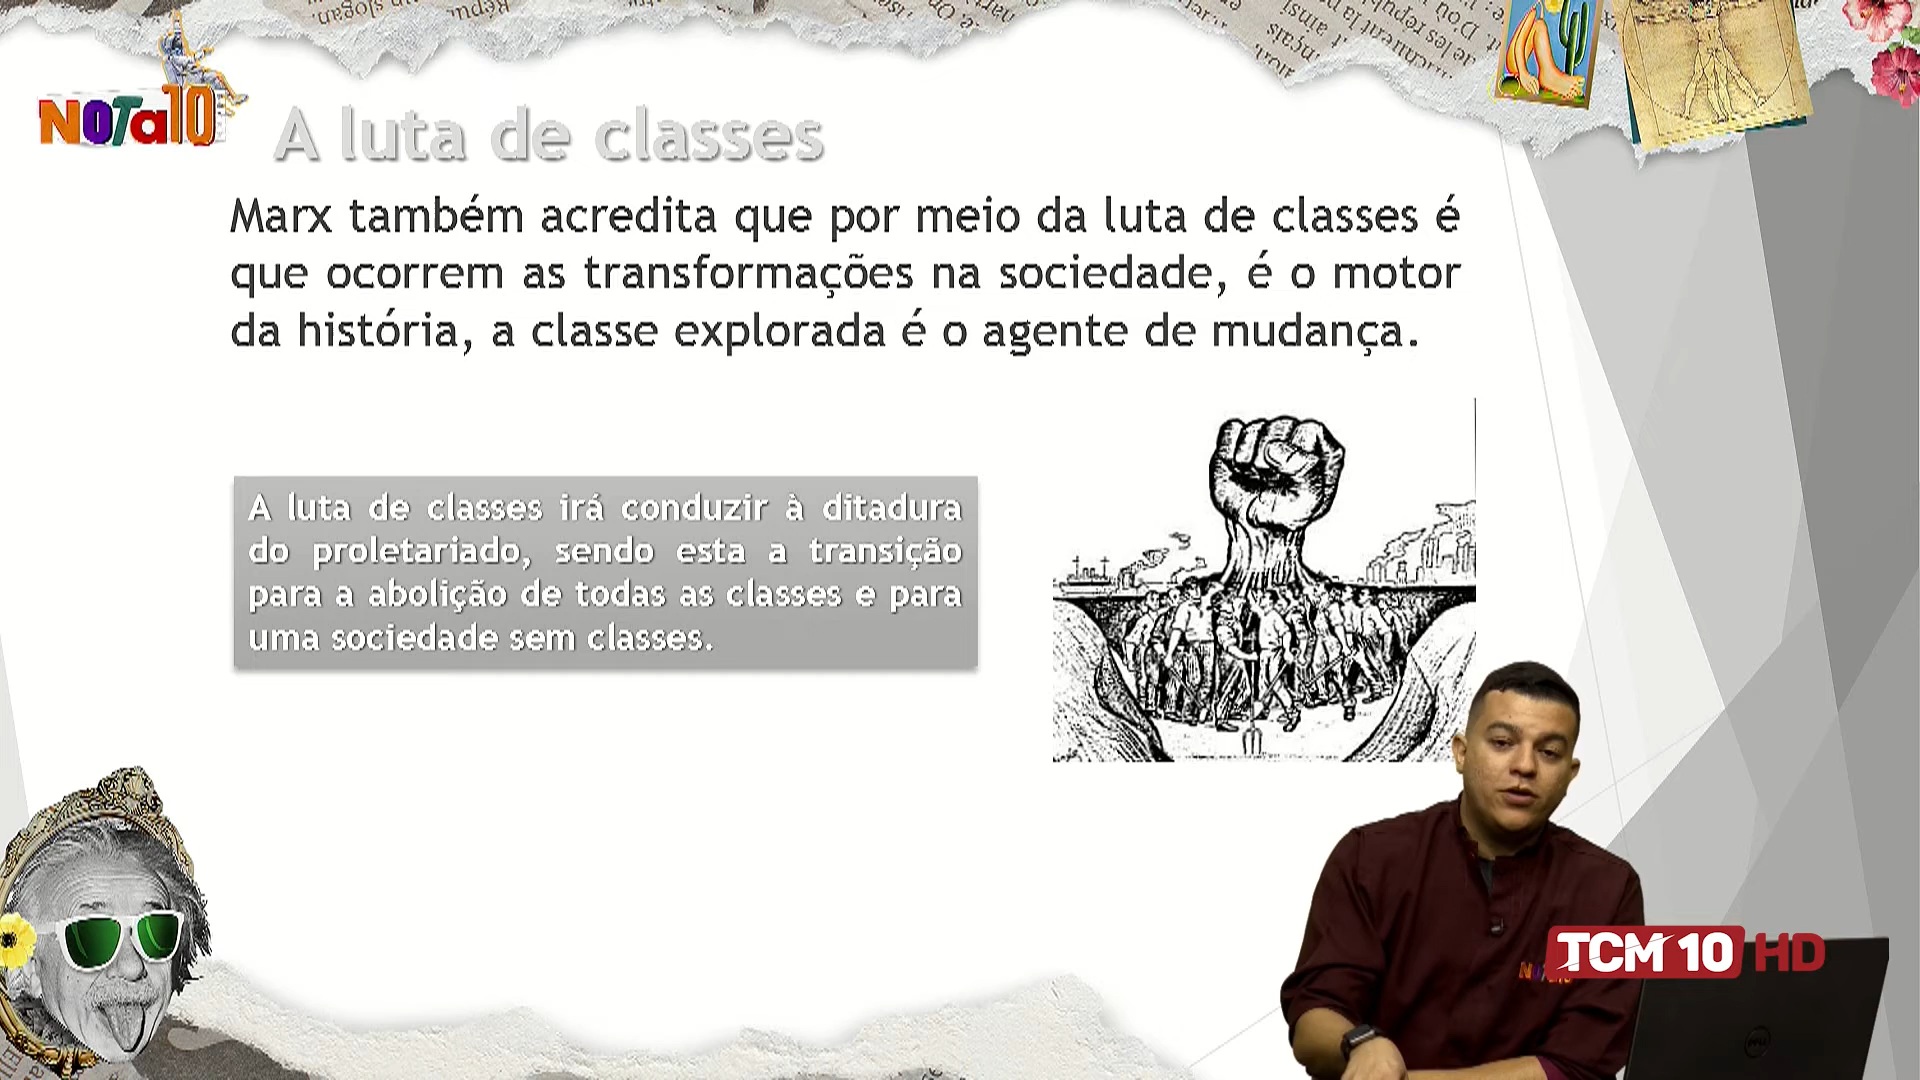 NOTa10
A luta de classes
Marx também acredita que por meio da luta de classes é
que ocorrem as transformações na sociedade, é o motor
da história, a classe explorada é o agente de mudança.
A luta de classes irá conduzir à ditadura
do proletariado, sendo esta a transição
para a abolição de todas as classes e para
uma sociedade sem classes.
TCM 10 HD
DELL